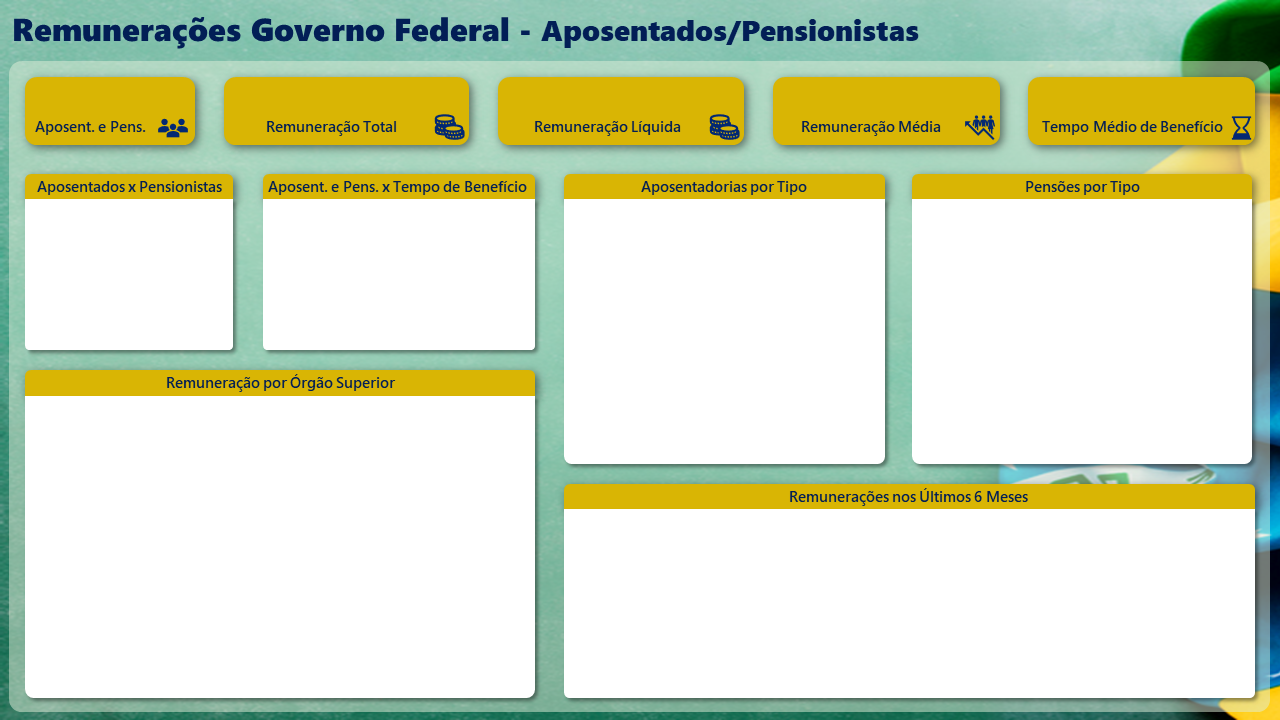 Remunerações Governo Federal - Aposentados/Pensionistas
Aposent. e Pens.
Remuneração Total
Remuneração Líquida
Remuneração Média
Tempo Médio de Benefício
Aposentados x Pensionistas
Aposent. e Pens. x Tempo de Benefício
Aposentadorias por Tipo
Pensões por Tipo
Remuneração por Órgão Superior
Remunerações nos Últimos 6 Meses